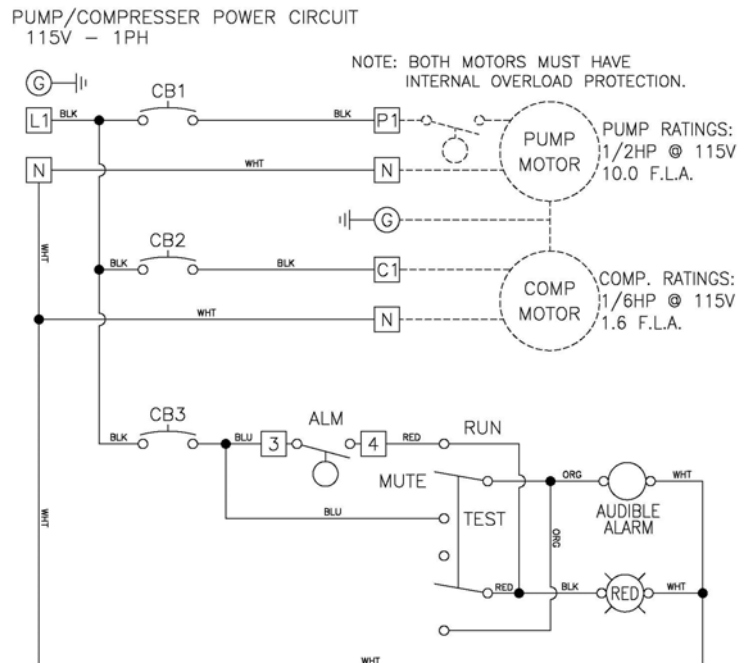 PUMP/COMPRESSER POWER CIRCUIT
115V – 1PH
NOTE: BOTH MOTORS MUST HAVE
INTERNAL OVERLOAD PROTECTION.
G
CB1
L1
BLK
BLK
P1
PUMP
MOTOR
PUMP RATINGS:
1/2HP @ 115V
10.0 F.L.A.
N
WHT
N
G
WHT
CB2
BLK
BLK
C1
COMP
MOTOR
COMP. RATINGS:
1/6HP @ 115V
1.6 F.L.A.
WHT
N
CB3
ALM
RUN
BLK
BLU
3
4
RED
MUTE
ORG
WHT
AUDIBLE
ALARM
WHT
BLU
TEST
ORG
RED
BLK
RED
WHT
WHT